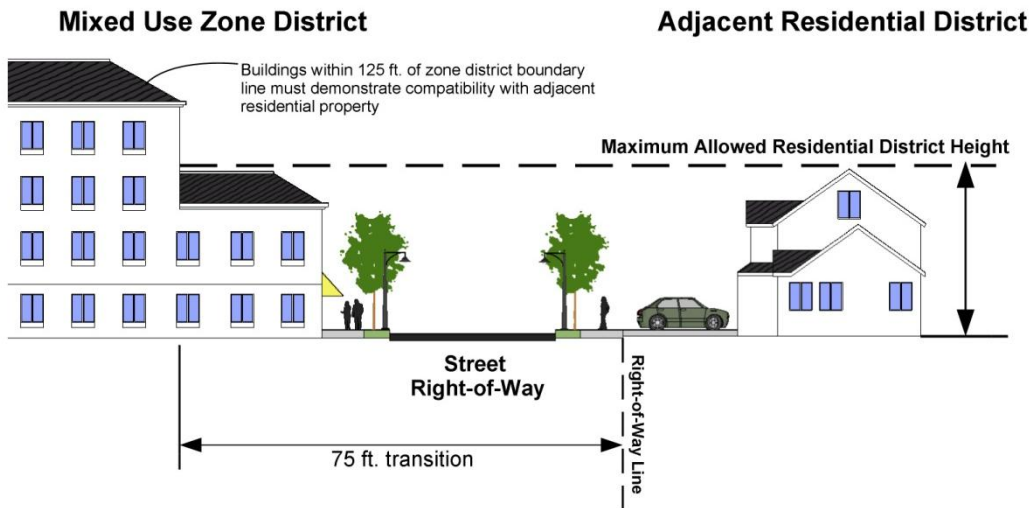 Mixed Use Zone District
Adjacent Residential District
Buildings within 125 ft. of zone district boundary
line must demonstrate compatibility with adjacent
residential property
Maximum Allowed Residential District Height
Street
Right-of-Way
Right-of-Way Line
75 ft. transition